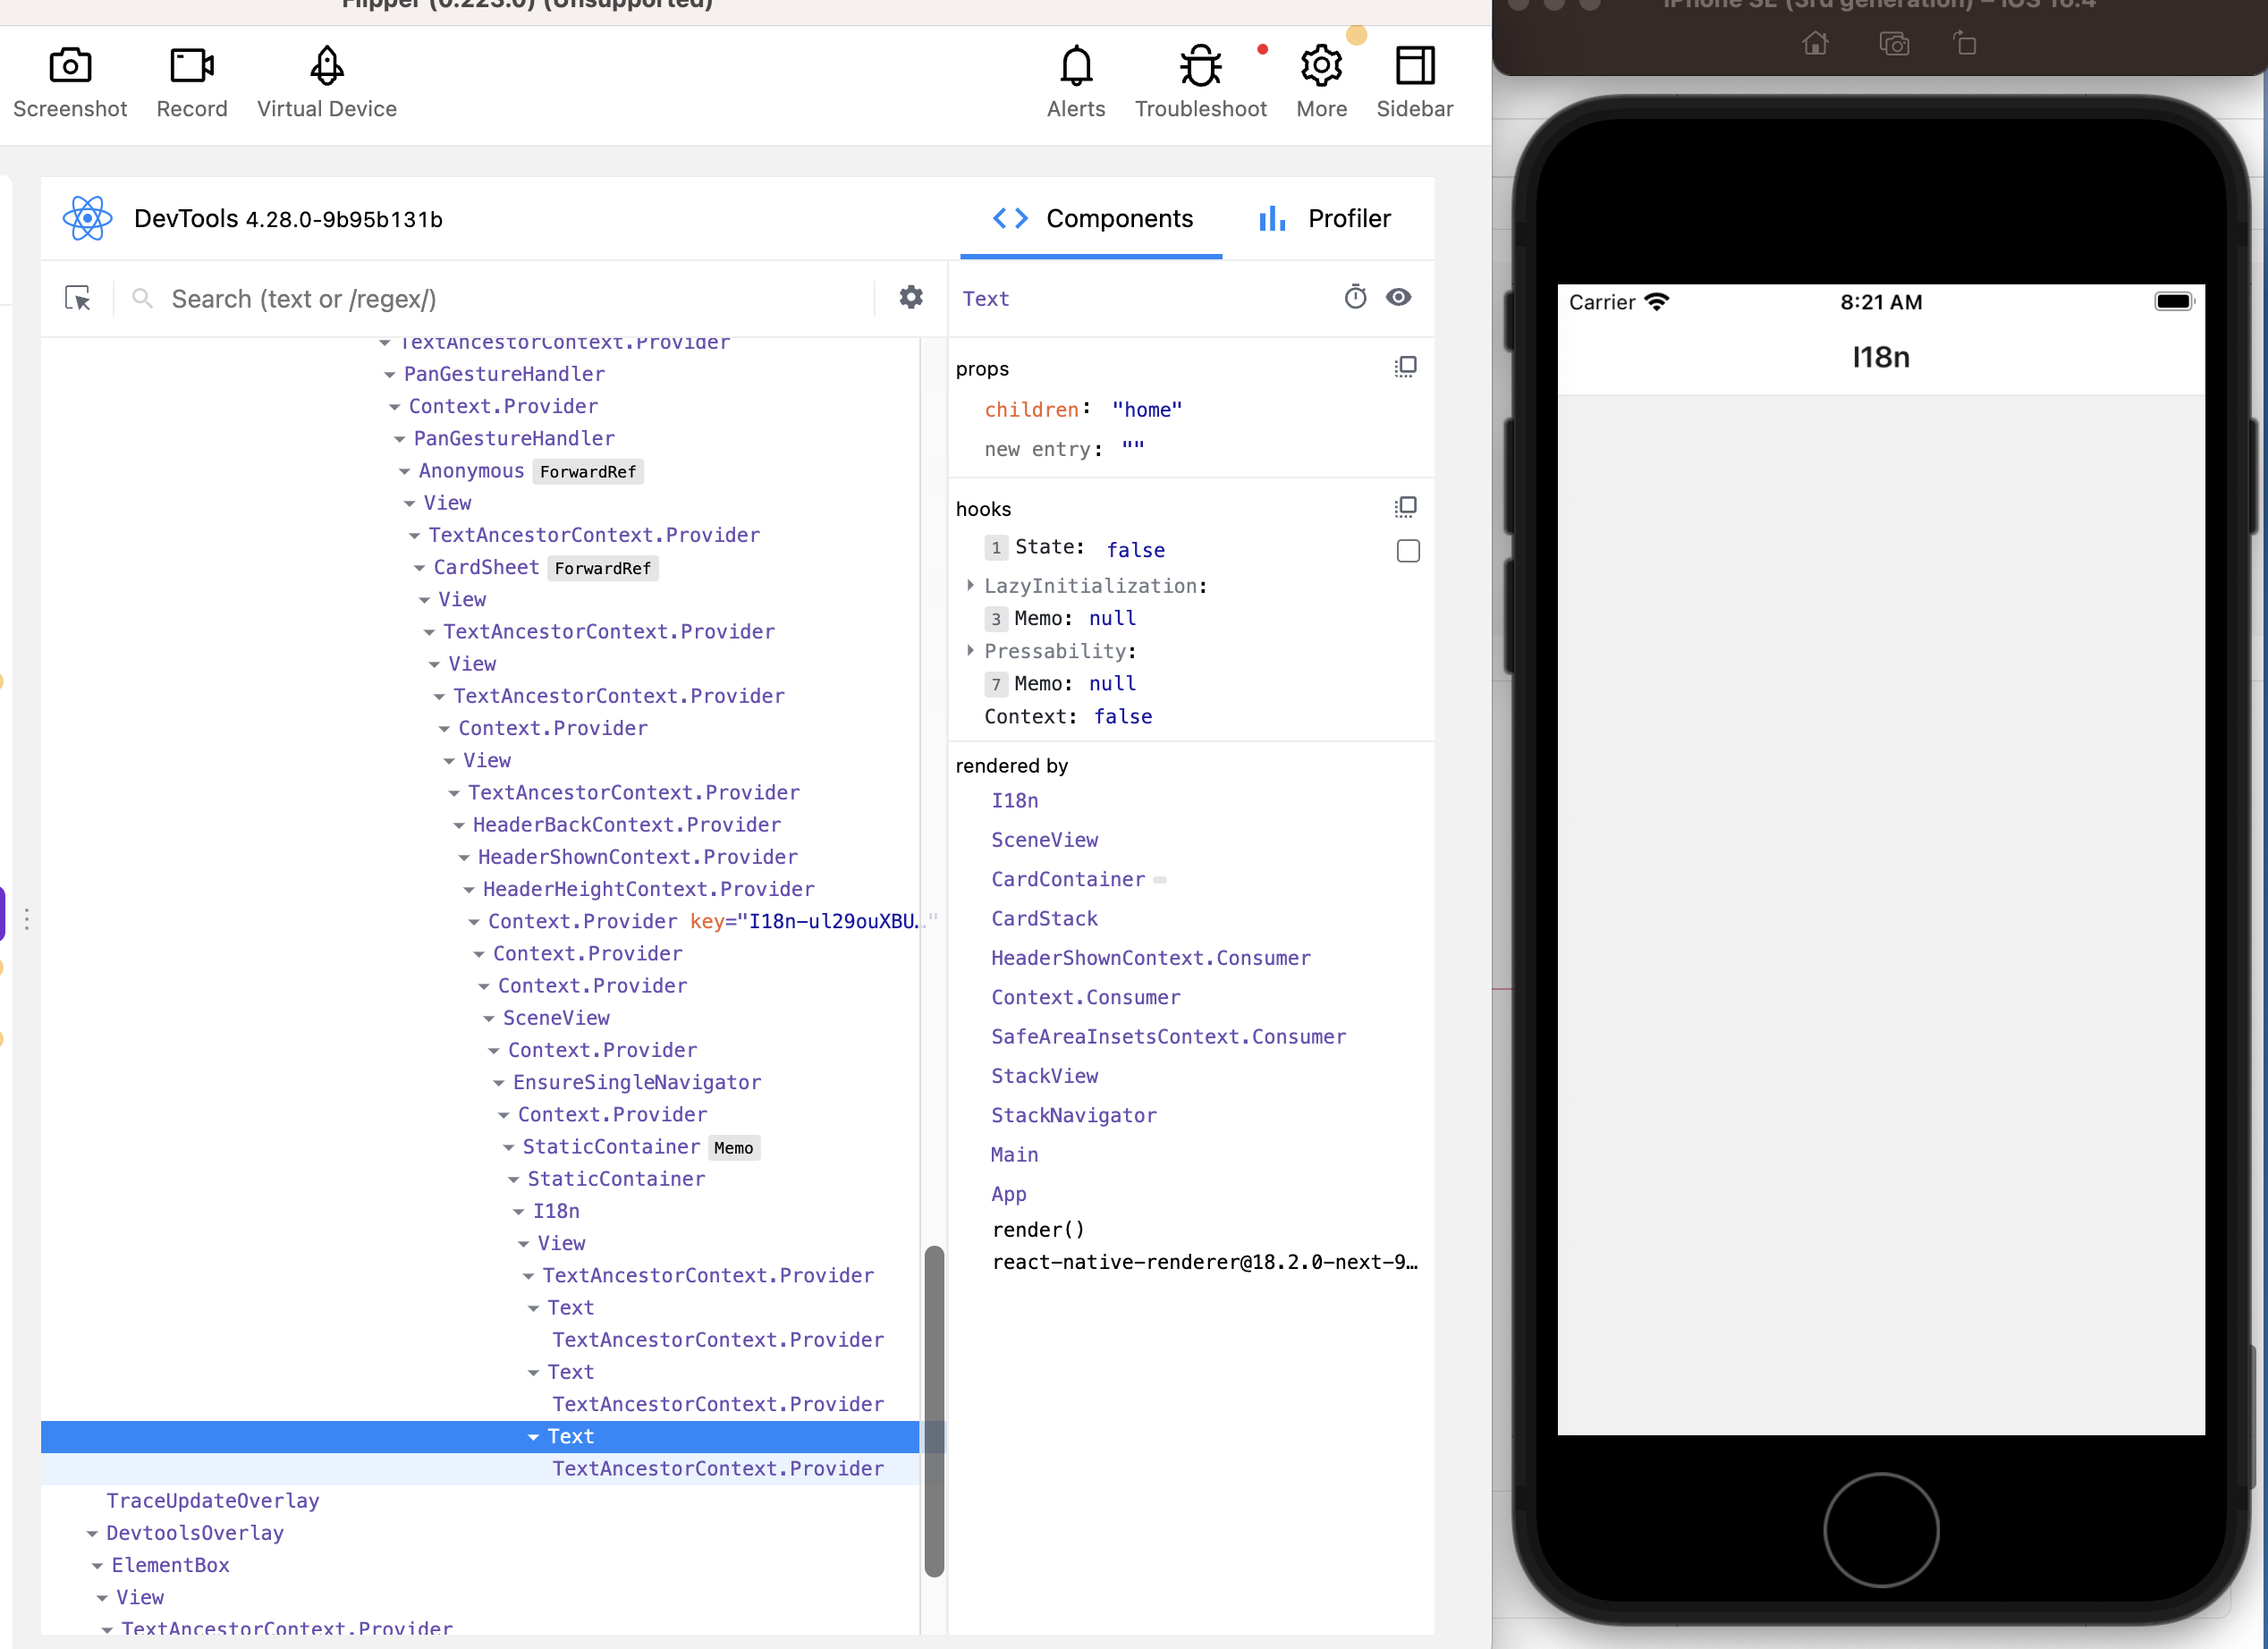 Flipper (0.223.0) (Unsupported)
Screenshot
Record
Virtual Device
Alerts
Troubleshoot
More
Sidebar
DevTools 4.28.0-9b95b131b
Components
Profiler
Search (text or /regex/)
TextAncestorContext.Provider
PanGestureHandler
Context.Provider
PanGestureHandler
Anonymous ForwardRef
View
TextAncestorContext.Provider
CardSheet ForwardRef
View
TextAncestorContext.Provider
View
TextAncestorContext.Provider
Context.Provider
View
TextAncestorContext.Provider
HeaderBackContext.Provider
HeaderShownContext.Provider
HeaderHeightContext.Provider
Context.Provider key="I18n-ul29ouXBU…"
Context.Provider
Context.Provider
SceneView
Context.Provider
EnsureSingleNavigator
Context.Provider
StaticContainer Memo
StaticContainer
I18n
View
TextAncestorContext.Provider
Text
TextAncestorContext.Provider
Text
TextAncestorContext.Provider
Text
TextAncestorContext.Provider
TraceUpdateOverlay
DevtoolsOverlay
ElementBox
View
TextAncestorContext.Provider
Text
props
children: "home"
new entry: ""
hooks
1 State: false
LazyInitialization:
3 Memo: null
Pressability:
7 Memo: null
Context: false
rendered by
I18n
SceneView
CardContainer
CardStack
HeaderShownContext.Consumer
Context.Consumer
SafeAreaInsetsContext.Consumer
StackView
StackNavigator
Main
App
render()
react-native-renderer@18.2.0-next-9…
iPhone SE (3rd generation) – iOS 16.4
Carrier
8:21 AM
I18n